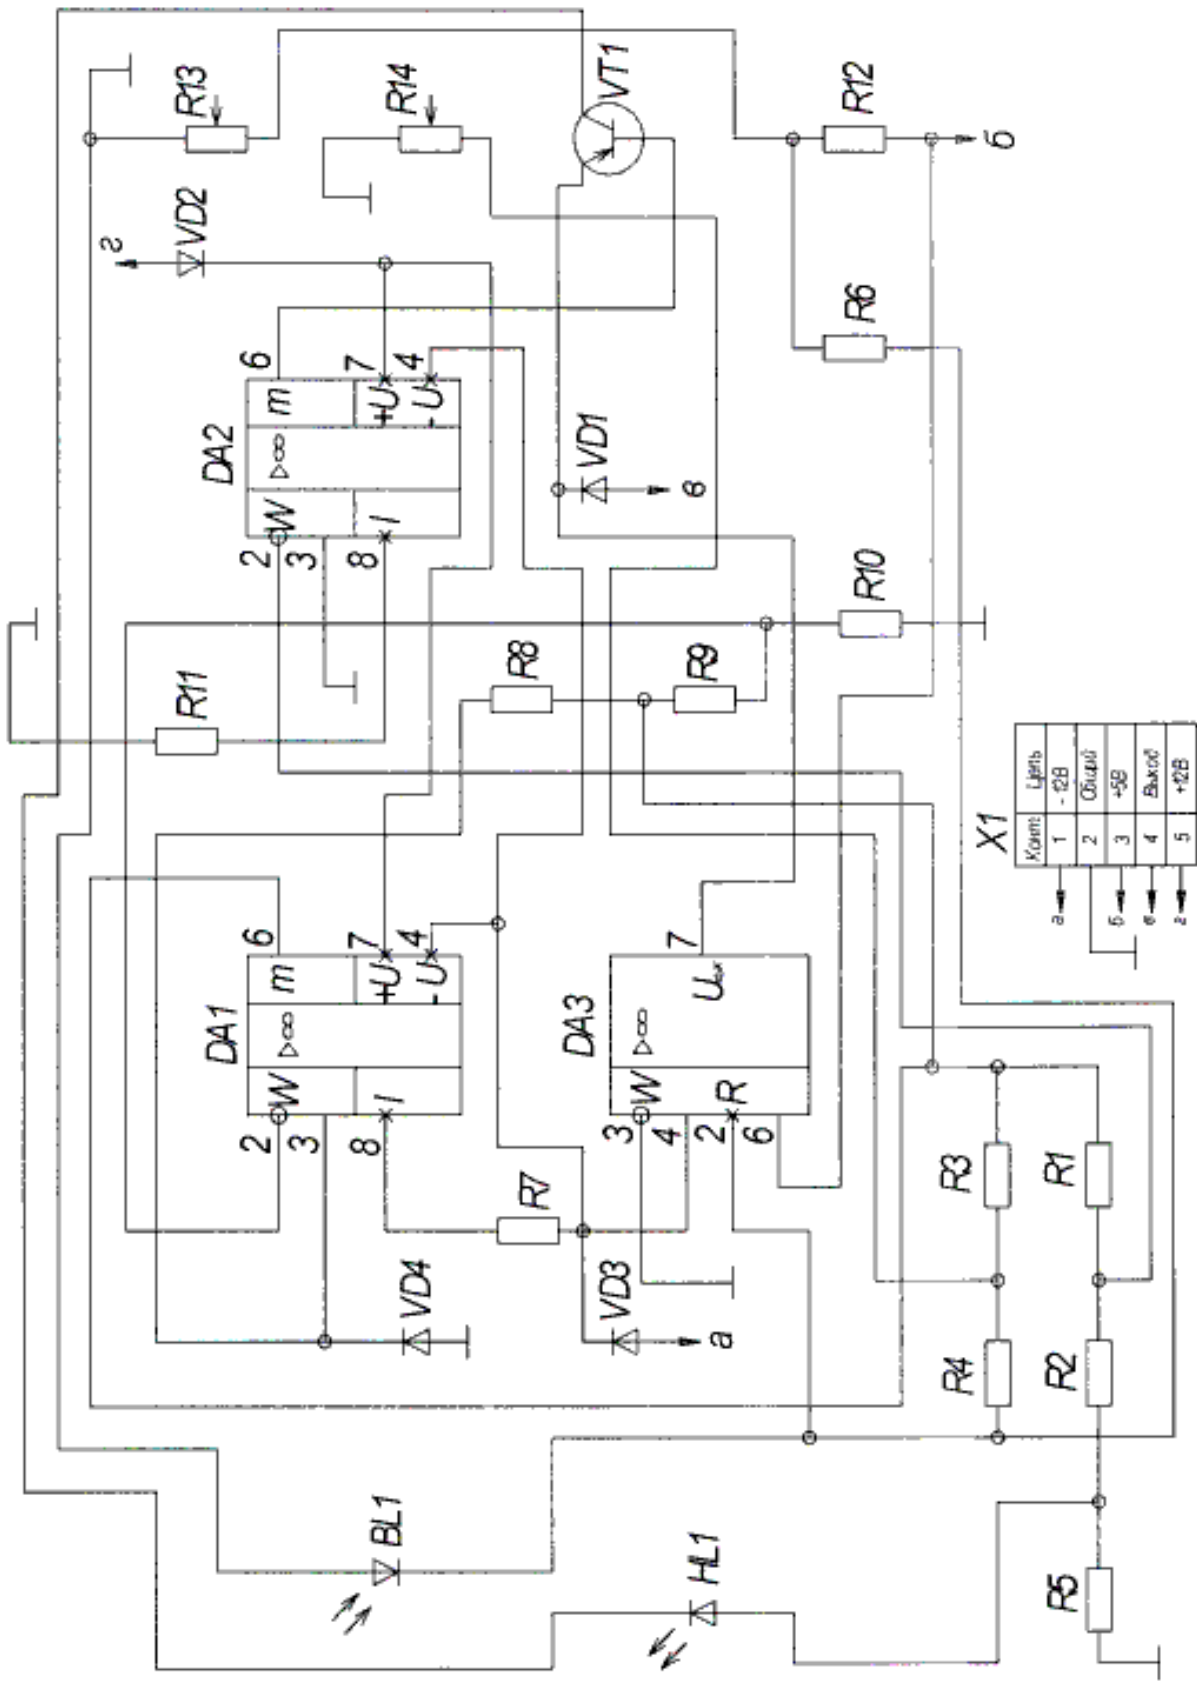 R11
R13
г
VD2
DA1
DA2
2
W
▷∞
m
6
3
8
I
+U
7
-U
4
2
W
▷∞
m
6
3
8
I
+U
7
-U
4
BL1
VD4
R14
R7
R8
VD3
а
DA3
3
W
▷∞
4
2
R
6
Uвых
7
VD1
в
VT1
HL1
R9
R10
R6
R12
б
R4
R3
R5
R2
R1
X1
Конт. Цепь
а 1 -12В
2 Общий
б 3 +5В
в 4 Выход
г 5 +12В